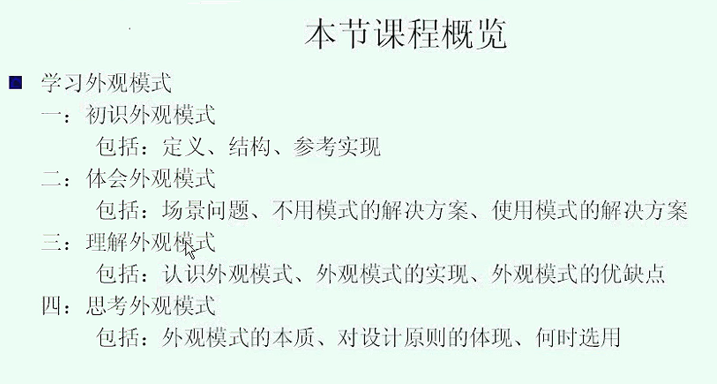 本节课程概览
学习外观模式
一：初识外观模式
包括：定义、结构、参考实现
二：体会外观模式
包括：场景问题、不用模式的解决方案、使用模式的解决方案
三：理解外观模式
包括：认识外观模式、外观模式的实现、外观模式的优缺点
四：思考外观模式
包括：外观模式的本质、对设计原则的体现、何时选用